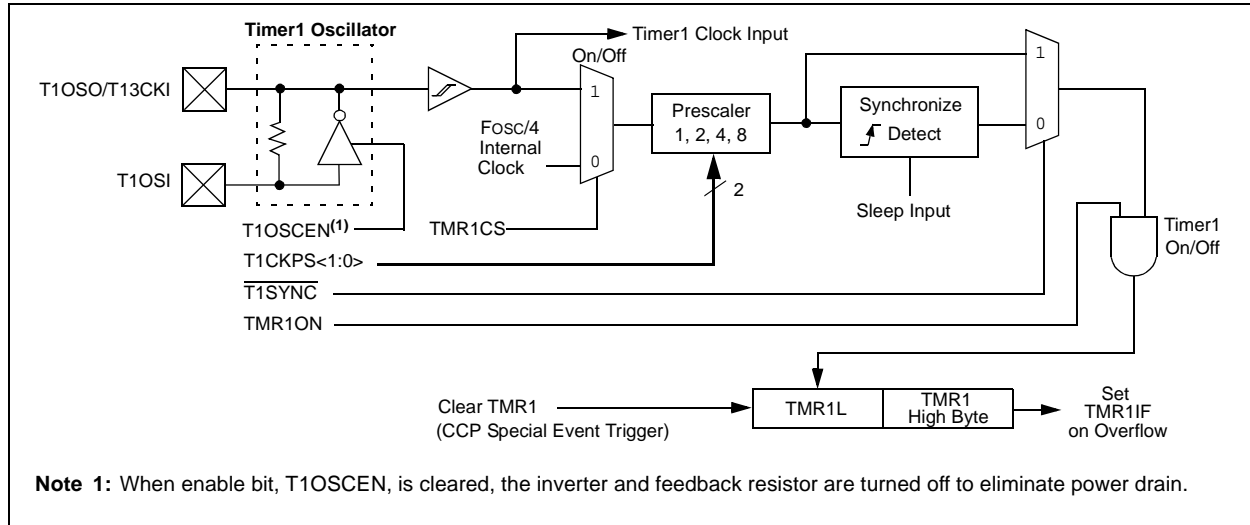 Timer1 Oscillator
Timer1 Clock Input
On/Off
T1OSO/T13CKI
1
1
Prescaler
1, 2, 4, 8
Synchronize
Detect
FOSC/4
Internal
Clock
0
0
T1OSI
2
Sleep Input
T1OSCEN(1)
TMR1CS
Timer1
On/Off
T1CKPS<1:0>
T1SYNC
TMR1ON
Clear TMR1
(CCP Special Event Trigger)
TMR1L
TMR1
High Byte
Set
TMR1IF
on Overflow
Note 1: When enable bit, T1OSCEN, is cleared, the inverter and feedback resistor are turned off to eliminate power drain.